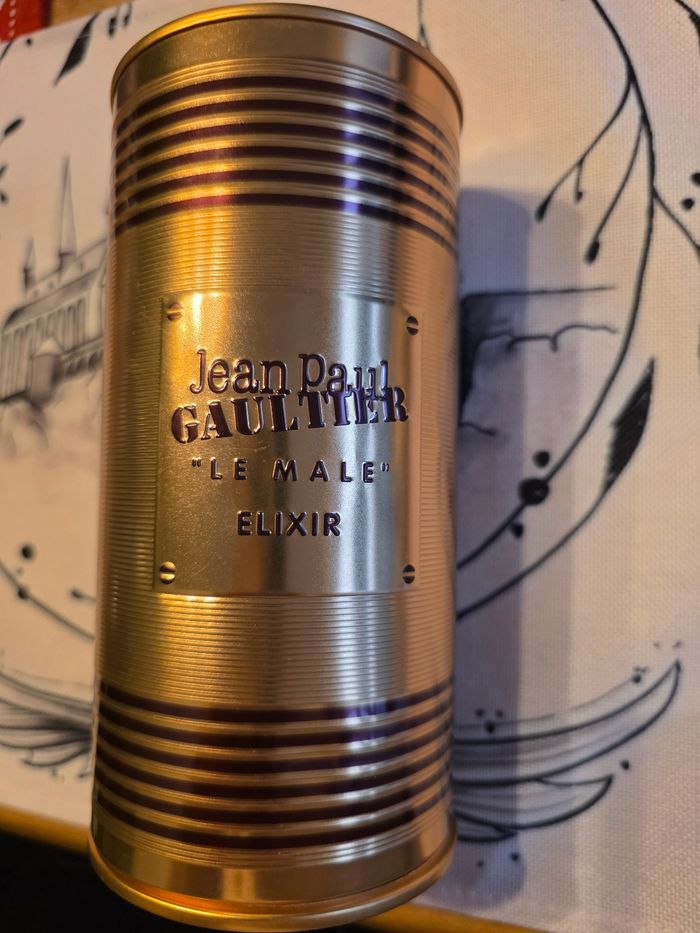 Jean Paul
GAULTIER
"LE MALE"
ELIXIR